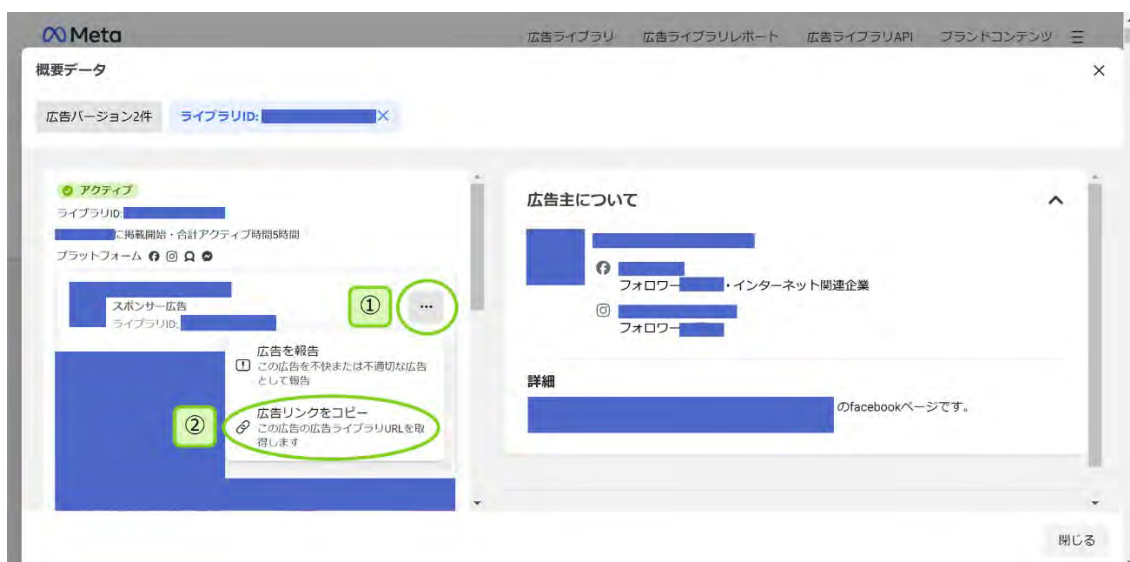 Meta
広告ライブラリ 広告ライブラリレポート 広告ライブラリAPI ブランドコンテンツ
概要データ
広告バージョン2件 ライブラリID:
アクティブ
ライブラリID:
に掲載開始・合計アクティブ時間5時間
プラットフォーム
スポンサー広告
ライブラリID:
①
広告を報告
この広告を不快または不適切な広告
として報告
②
広告リンクをコピー
この広告の広告ライブラリURLを取
得します
広告主について
フォロワー ・インターネット関連企業
フォロワー
詳細
のfacebookページです。
閉じる